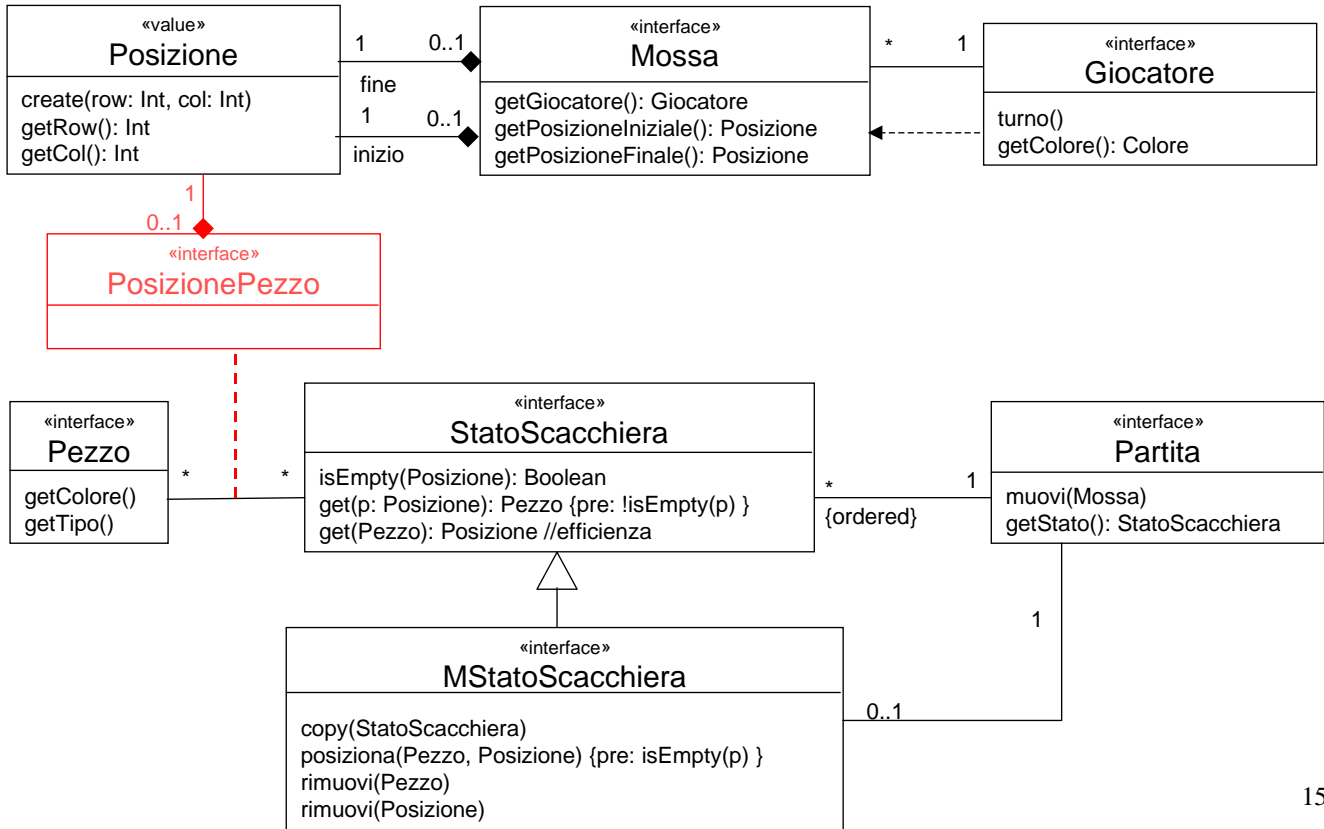 «value»
Posizione
create(row: Int, col: Int)
getRow(): Int
getCol(): Int
1
0..1
fine
1
0..1
inizio
«interface»
Mossa
getGiocatore(): Giocatore
getPosizioneIniziale(): Posizione
getPosizioneFinale(): Posizione
*
1
«interface»
Giocatore
turno()
getColore(): Colore
1
0..1
«interface»
PosizionePezzo
«interface»
Pezzo
getColore()
getTipo()
*
*
«interface»
StatoScacchiera
isEmpty(Posizione): Boolean
get(p: Posizione): Pezzo {pre: !isEmpty(p) }
get(Pezzo): Posizione //efficienza
*
1
{ordered}
«interface»
Partita
muovi(Mossa)
getStato(): StatoScacchiera
1
0..1
«interface»
MStatoScacchiera
copy(StatoScacchiera)
posiziona(Pezzo, Posizione) {pre: isEmpty(p) }
rimuovi(Pezzo)
rimuovi(Posizione)
15